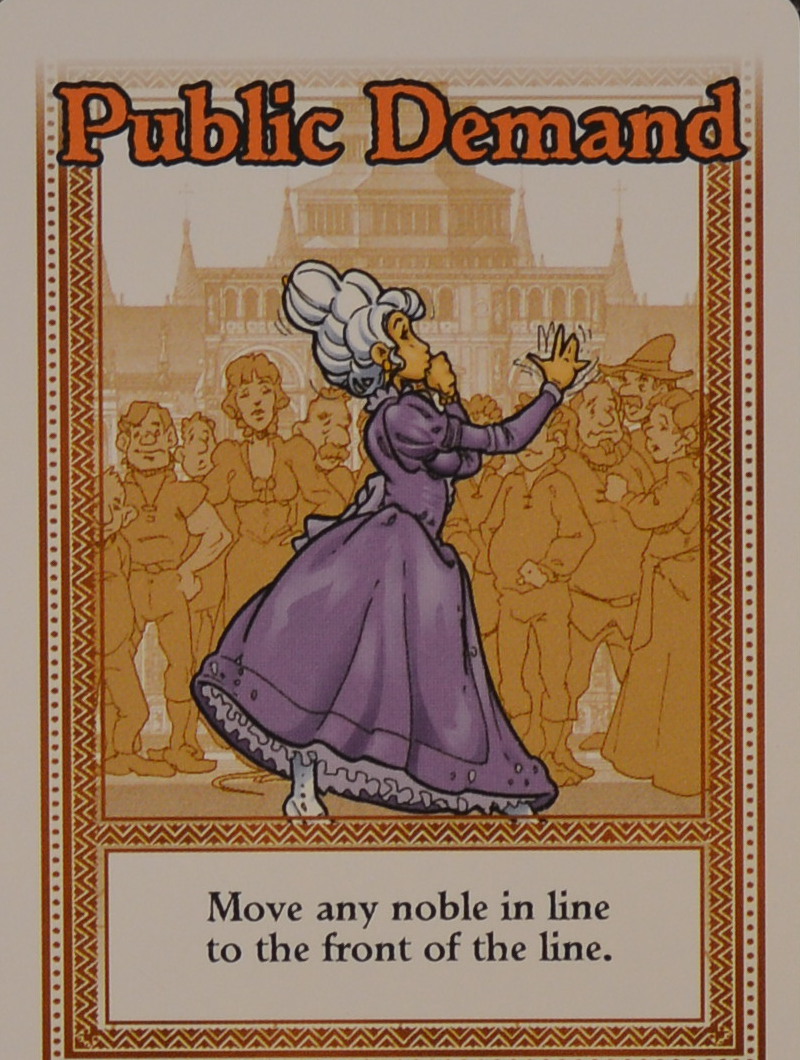 Public Demand
Move any noble in line
to the front of the line.